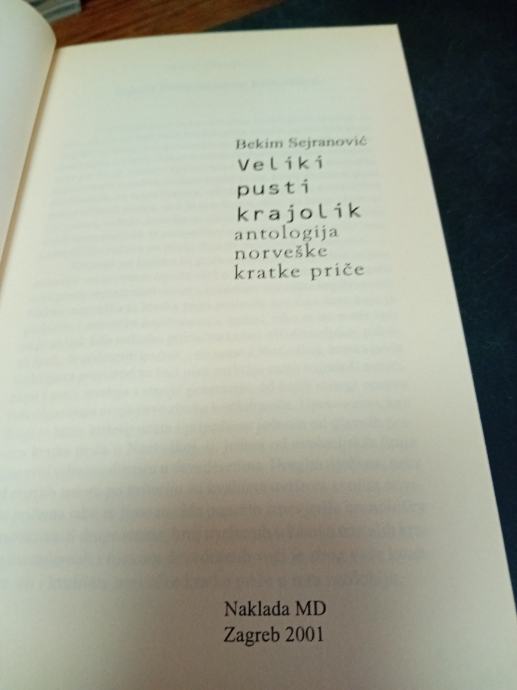 Bekim Sejranović
Veliki
pusti
krajolik
antologija
norveške
kratke priče
Naklada MD
Zagreb 2001